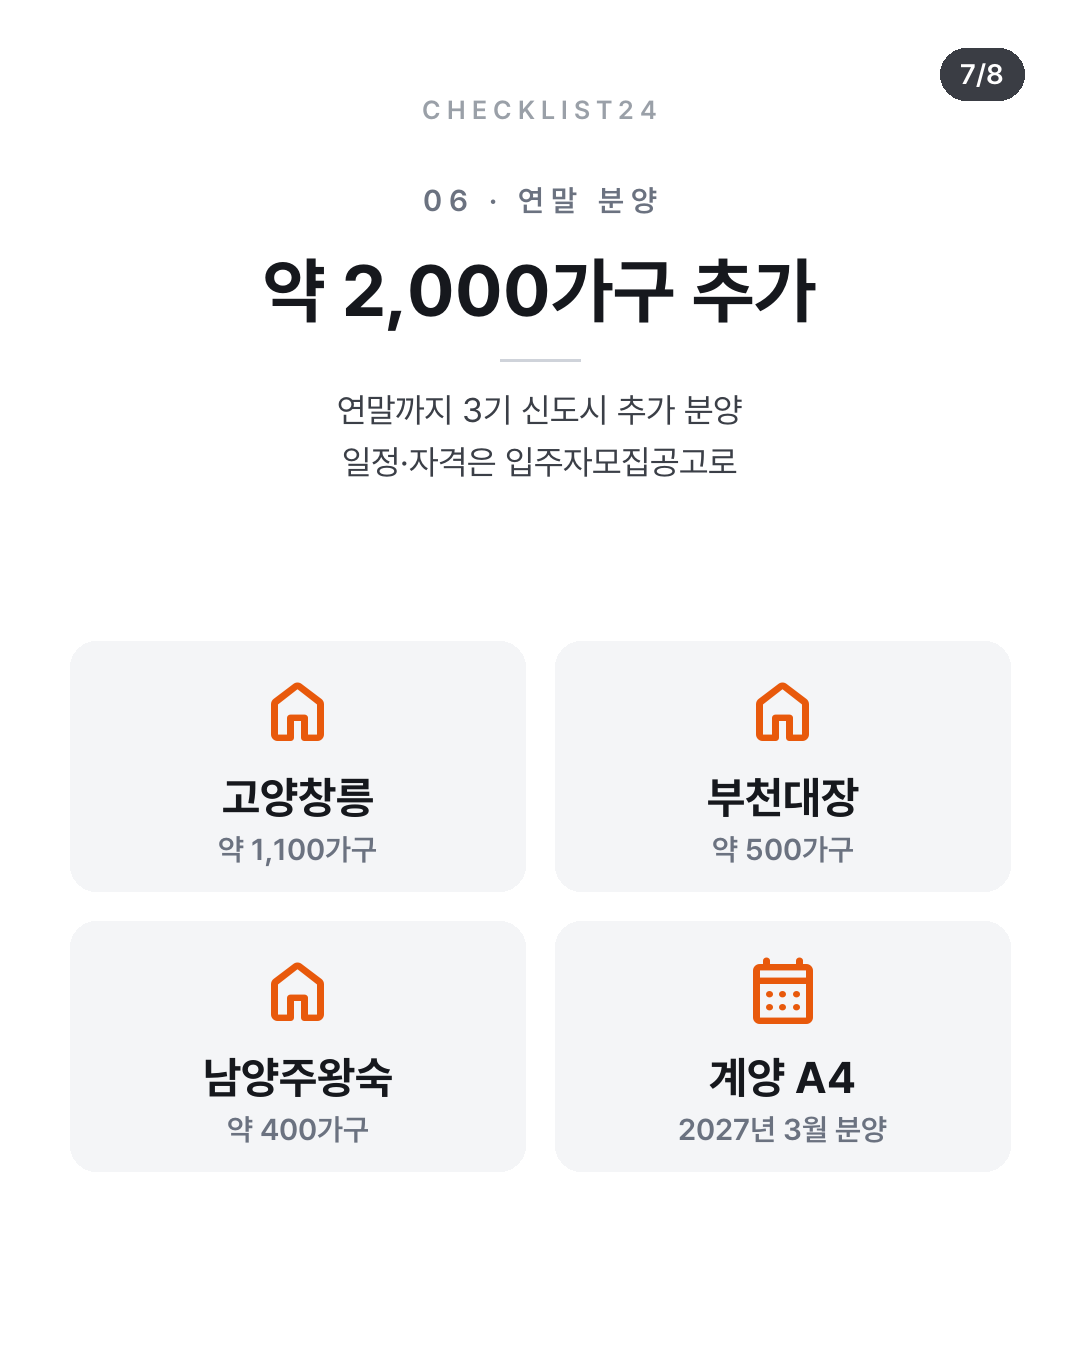 7/8
CHECKLIST24
06 · 연말 분양
약 2,000가구 추가
연말까지 3기 신도시 추가 분양
일정·자격은 입주자모집공고로
고양창릉
약 1,100가구
부천대장
약 500가구
남양주왕숙
약 400가구
계양 A4
2027년 3월 분양